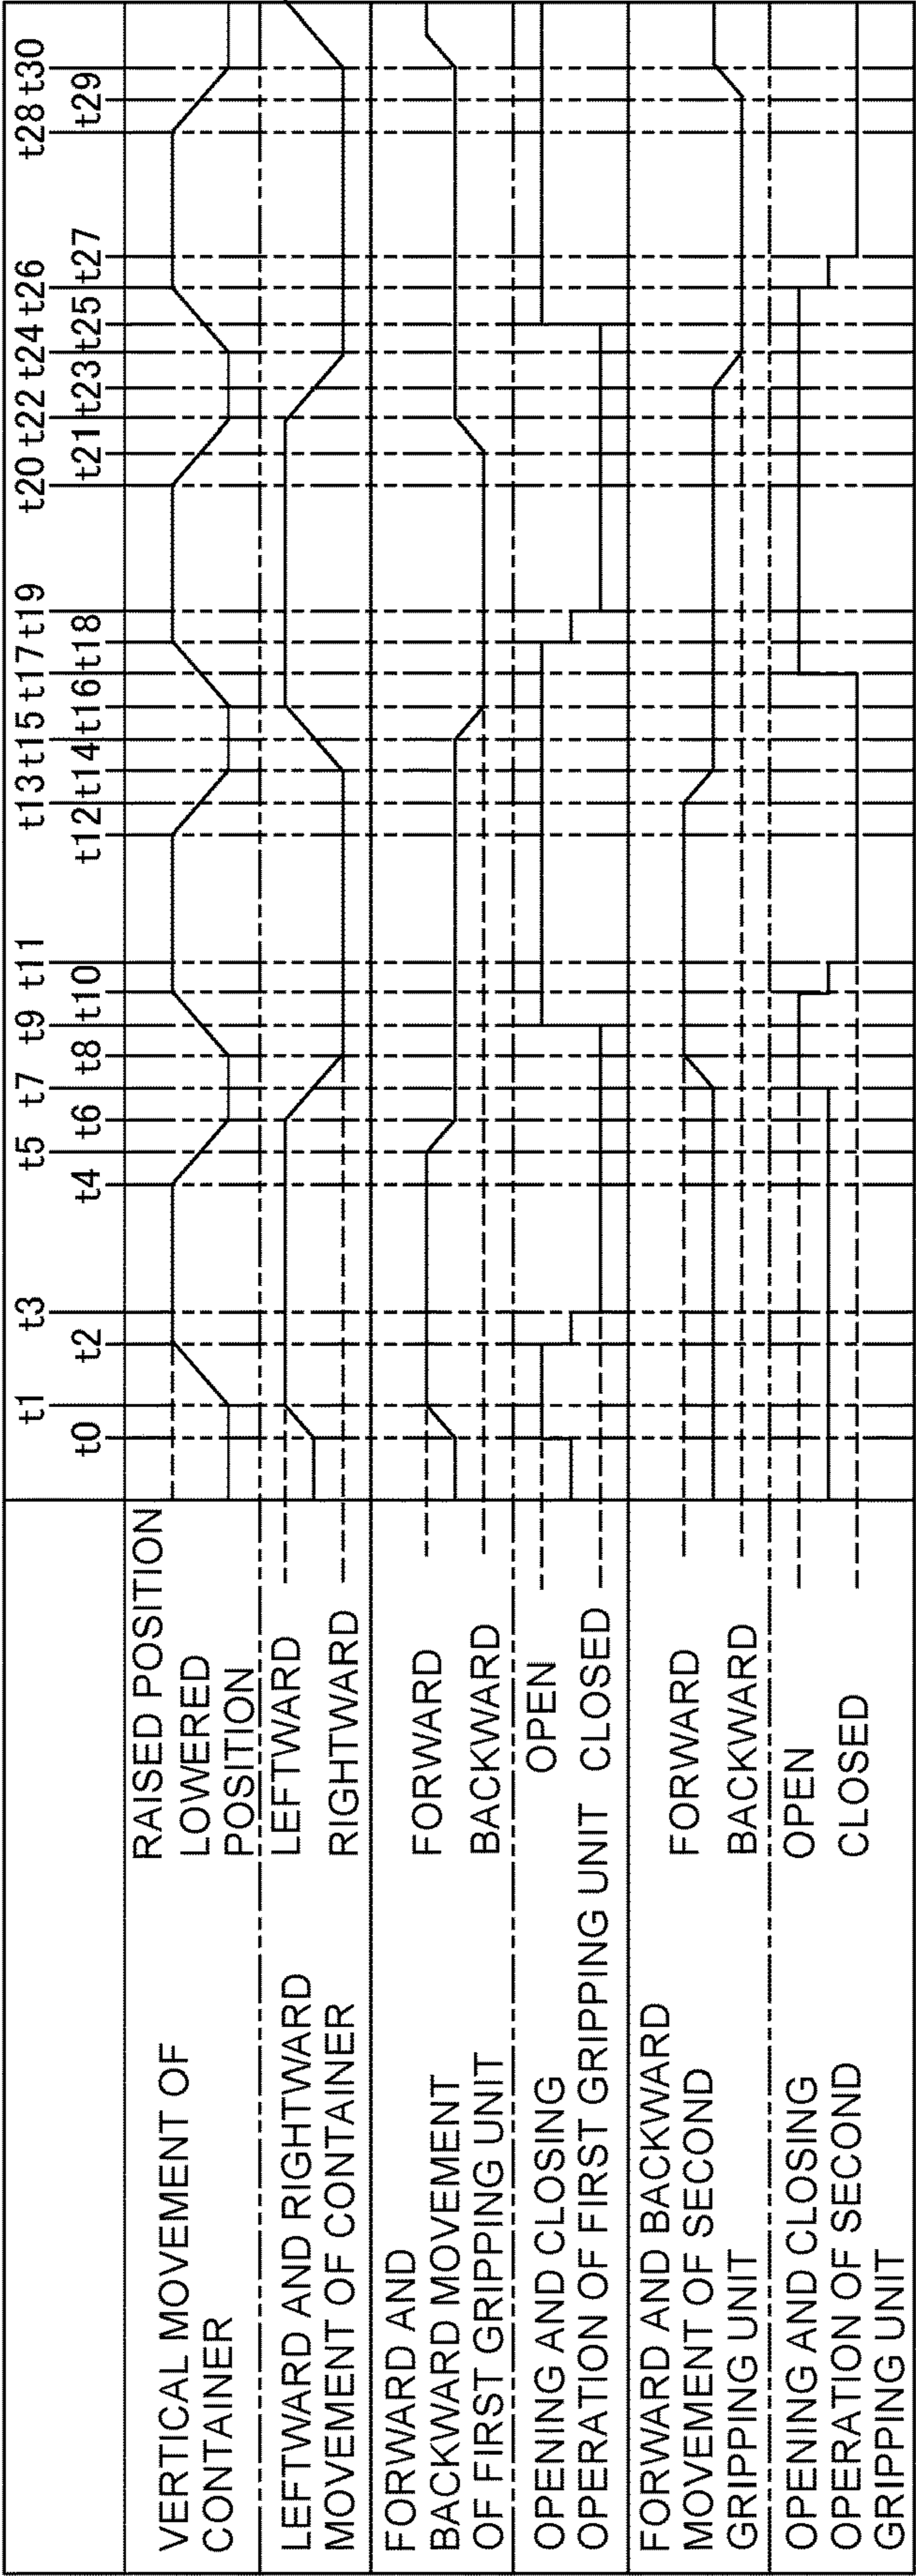 t1 t3 t5 t7 t9 t11 t13 t15 t17 t19 t20 t22 t24 t26 t28 t30
t0 t2 t4 t6 t8 t10 t12 t14 t16 t18 t21 t23 t25 t27 t29
VERTICAL MOVEMENT OF
CONTAINER
RAISED POSITION
LOWERED
POSITION
LEFTWARD AND RIGHTWARD
MOVEMENT OF CONTAINER
LEFTWARD
RIGHTWARD
FORWARD AND
BACKWARD MOVEMENT
OF FIRST GRIPPING UNIT
FORWARD
BACKWARD
OPENING AND CLOSING
OPERATION OF FIRST GRIPPING UNIT
OPEN
CLOSED
FORWARD AND BACKWARD
MOVEMENT OF SECOND
GRIPPING UNIT
FORWARD
BACKWARD
OPENING AND CLOSING
OPERATION OF SECOND
GRIPPING UNIT
OPEN
CLOSED